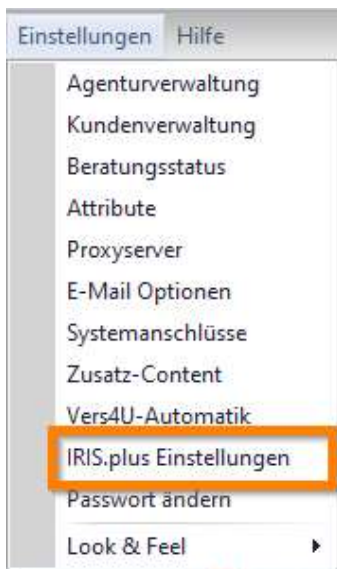 Einstellungen Hilfe
Agenturverwaltung
Kundenverwaltung
Beratungsstatus
Attribute
Proxyserver
E-Mail Optionen
Systemanschlüsse
Zusatz-Content
Vers4U-Automatik
IRIS.plus Einstellungen
Passwort ändern
Look & Feel